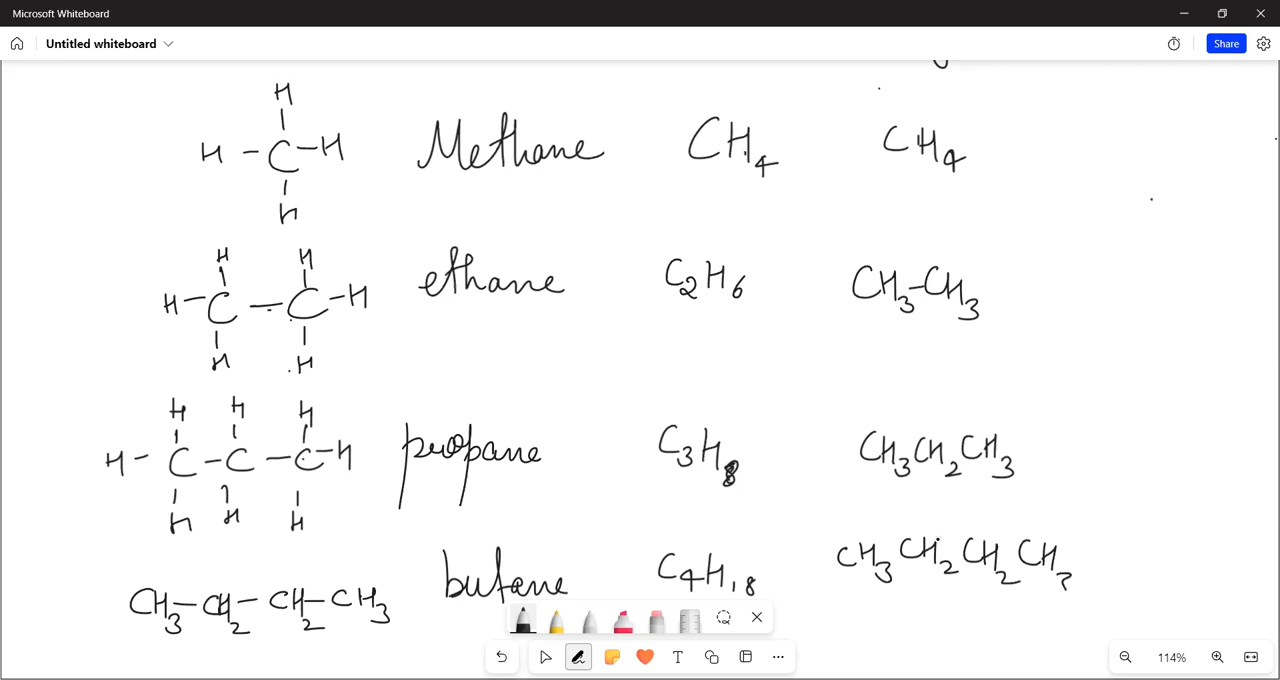 Microsoft Whiteboard
Untitled whiteboard
Share
H
H - C - H Methane CH4 CH4
H
H H
H - C - C - H ethane C2H6 CH3-CH3
H H
H H H
H - C - C - C - H propane C3H8 CH3CH2CH3
H H H
CH3 - CH2 - CH2 - CH3 butane C4H18 CH3CH2CH2CH3
114%